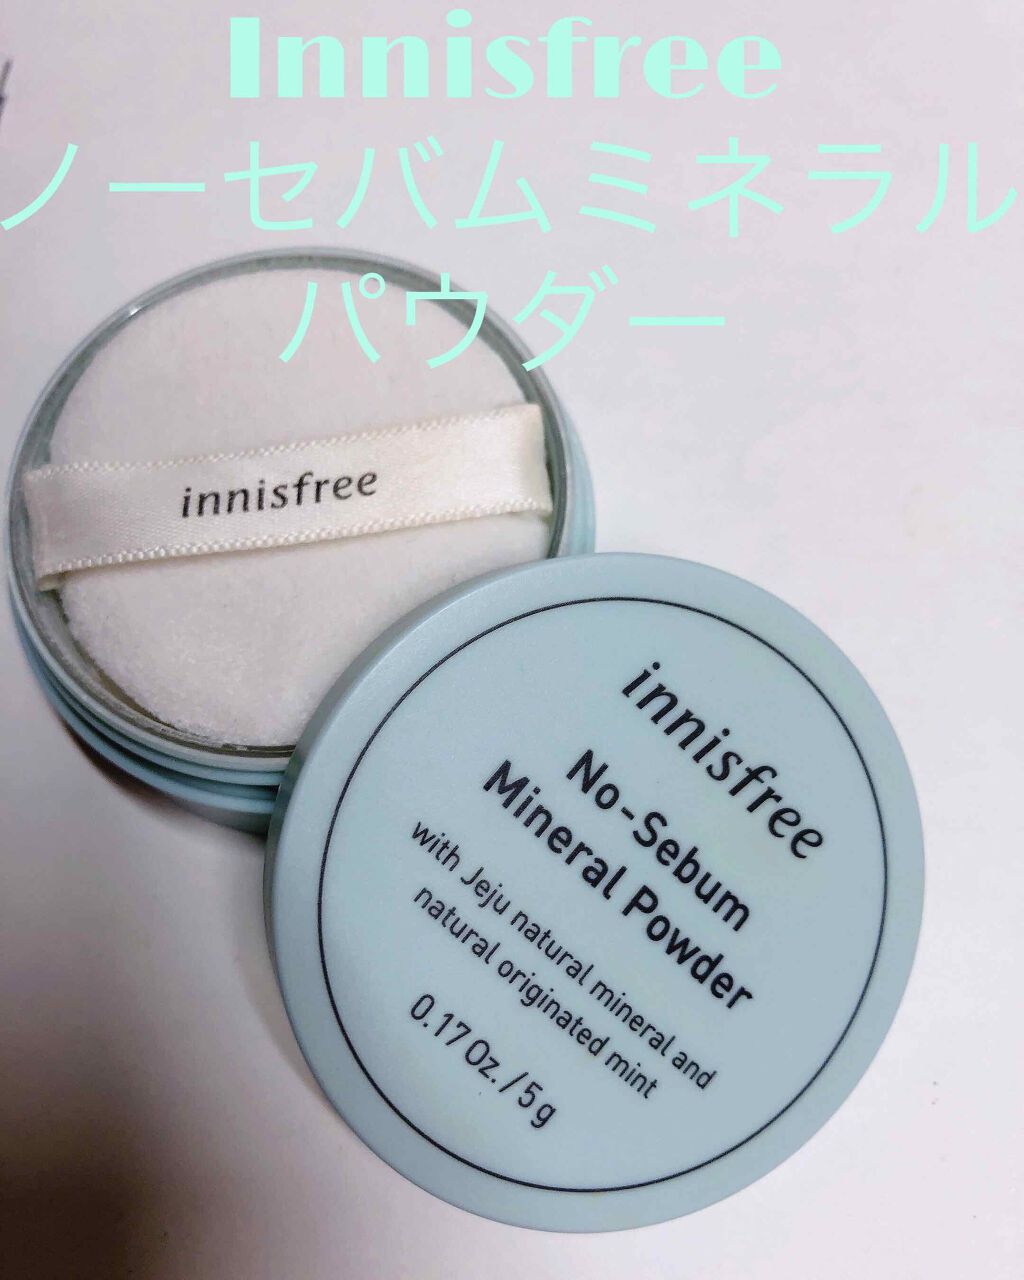 Innisfree
ノーセバムミネラル
パウダー
innisfree
innisfree
No-Sebum
Mineral Powder
with Jeju natural mineral and
natural originated mint
0.17 Oz. / 5 g